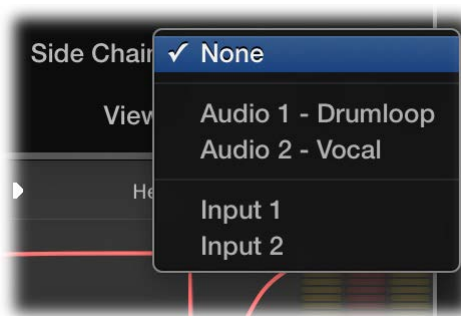 Side Chain
None
View
Audio 1 - Drumloop
Audio 2 - Vocal
Input 1
Input 2